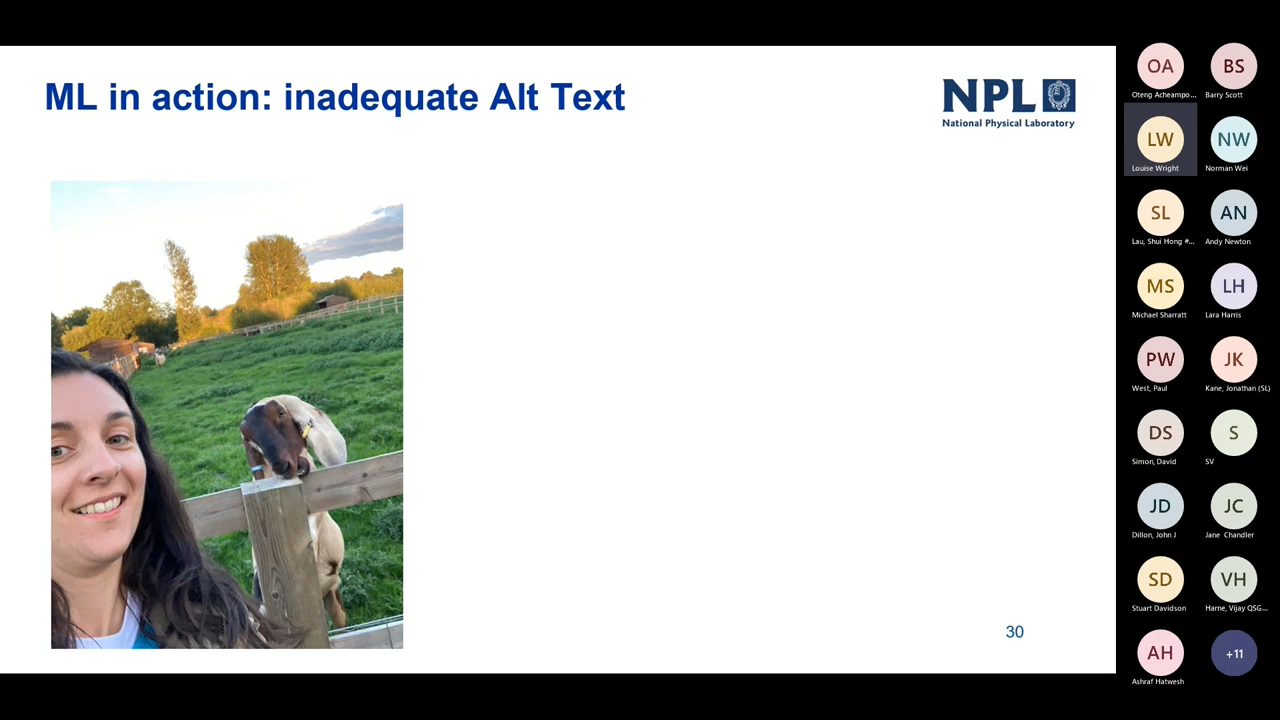 ML in action: inadequate Alt Text
NPL
National Physical Laboratory
30
OA
Oteng Acheampo...
BS
Barry Scott
LW
Louise Wright
NW
Norman Wei
SL
Lau, Shui Hong #...
AN
Andy Newton
MS
Michael Sharratt
LH
Lara Harris
PW
West, Paul
JK
Kane, Jonathan (SL)
DS
Simon, David
S
SV
JD
Dillon, John J
JC
Jane Chandler
SD
Stuart Davidson
VH
Harne, Vijay QSG...
AH
Ashraf Hatwesh
+11